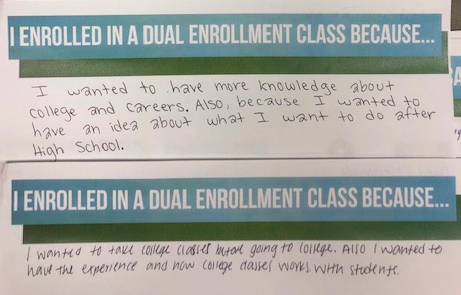 I ENROLLED IN A DUAL ENROLLMENT CLASS BECAUSE...
I wanted to have more knowledge about
college and careers. Also, because I wanted to
have an idea about what I want to do after
High School.
I ENROLLED IN A DUAL ENROLLMENT CLASS BECAUSE...
I wanted to take college classes before going to college. Also I wanted to
have the experience and how college classes works with students.